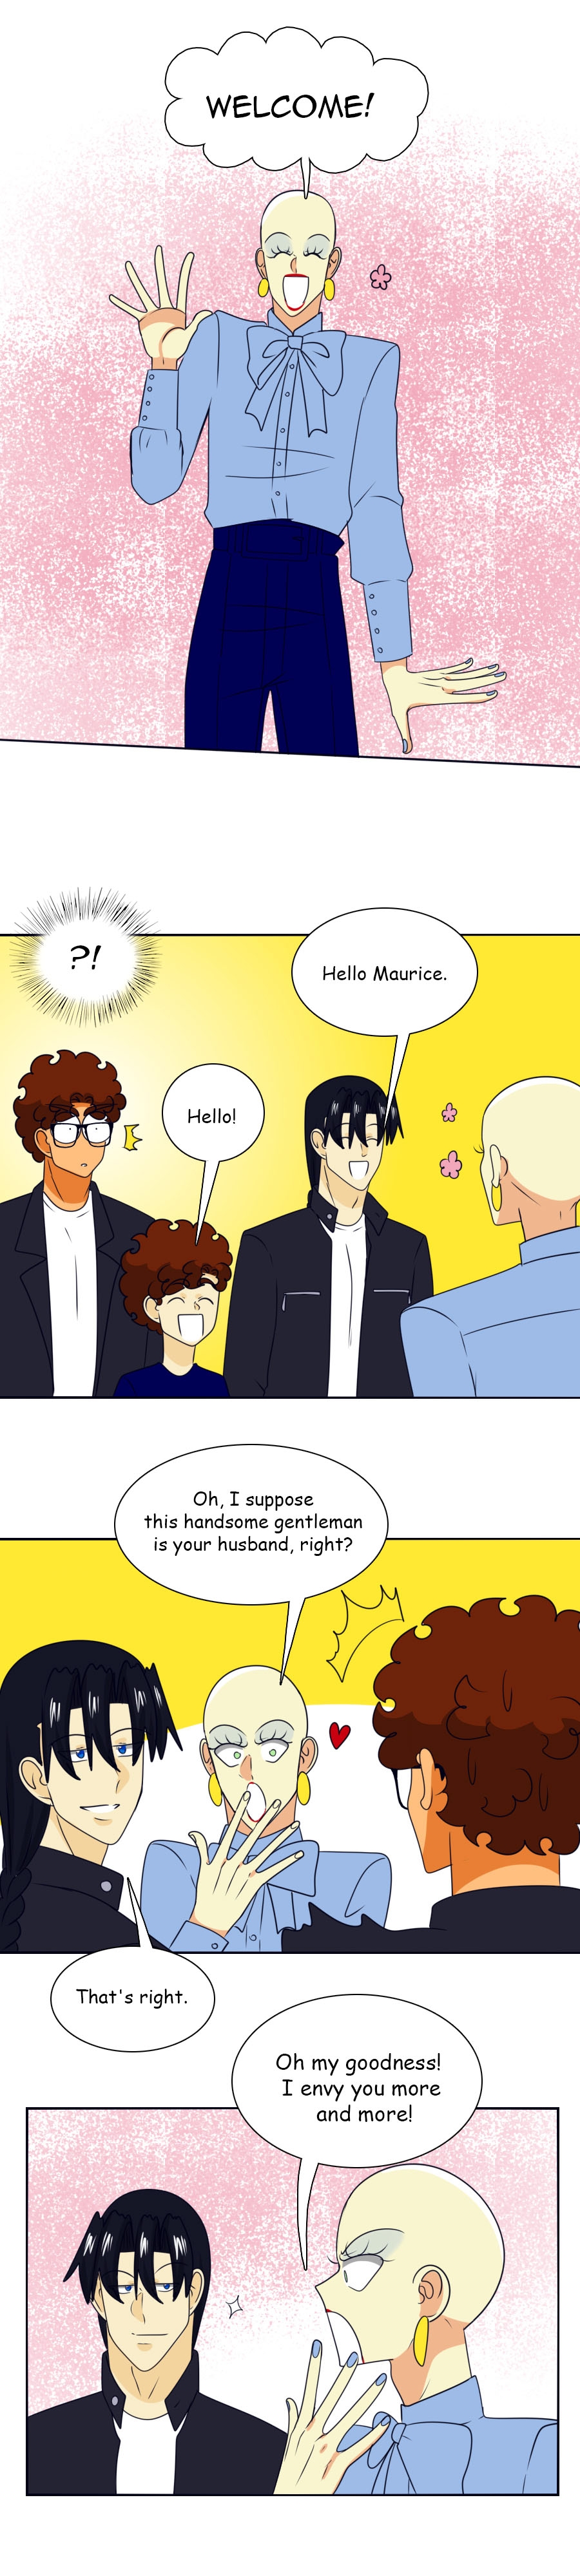 WELCOME!
?!
Hello Maurice.
Hello!
Oh, I suppose
this handsome gentleman
is your husband, right?
That's right.
Oh my goodness!
I envy you more
and more!